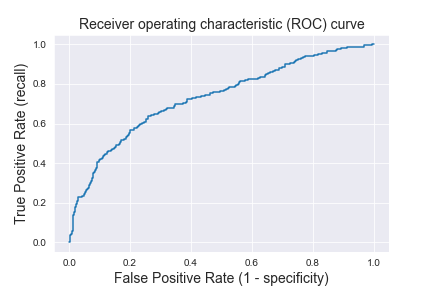 Receiver operating characteristic (ROC) curve
True Positive Rate (recall)
1.0
0.8
0.6
0.4
0.2
0.0
0.0 0.2 0.4 0.6 0.8 1.0
False Positive Rate (1 - specificity)